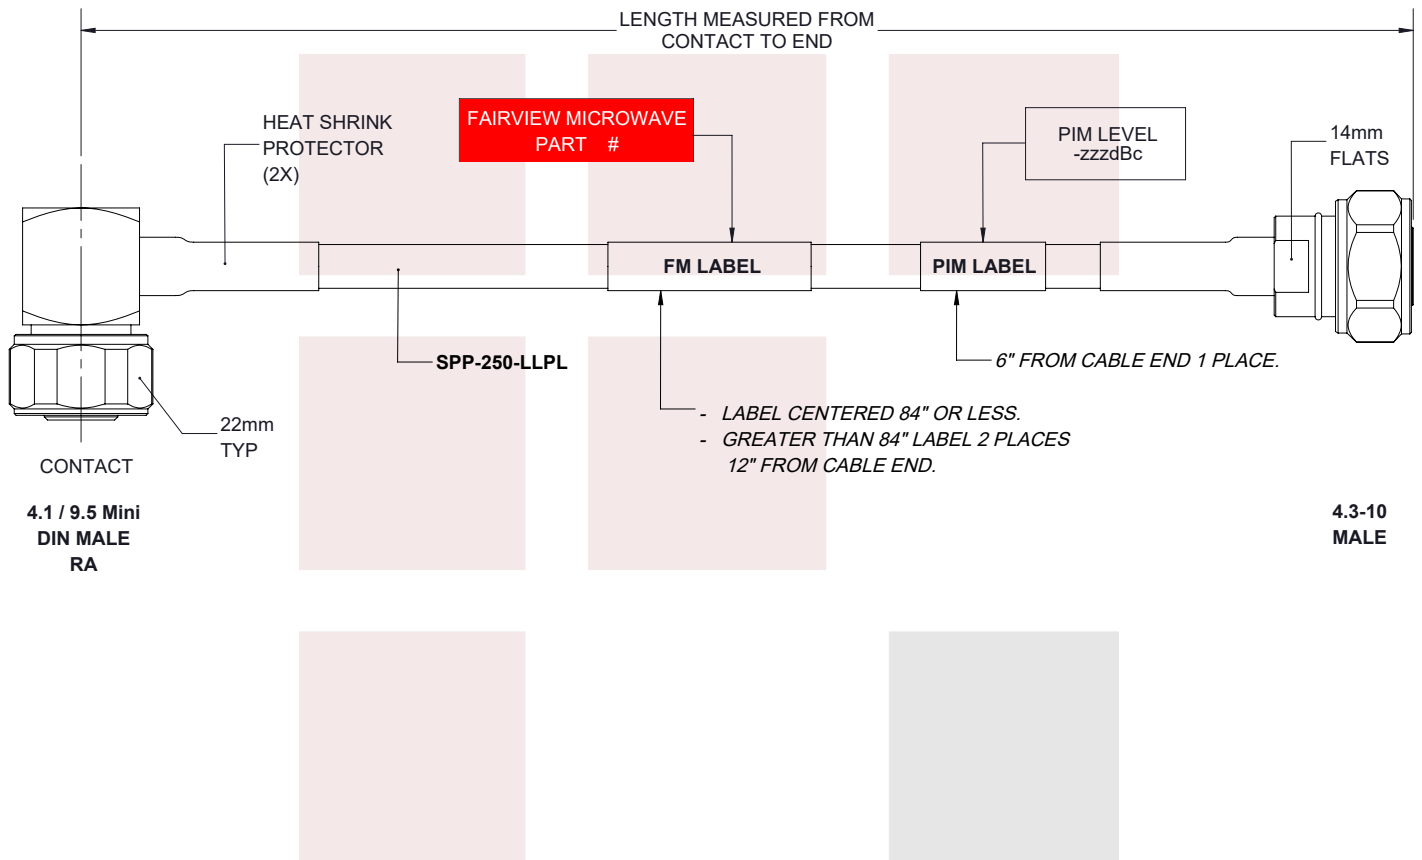 LENGTH MEASURED FROM
CONTACT TO END
HEAT SHRINK
PROTECTOR
(2X)
FAIRVIEW MICROWAVE
PART #
PIM LEVEL
-zzzdBc
14mm
FLATS
FM LABEL
PIM LABEL
SPP-250-LLPL
6" FROM CABLE END 1 PLACE.
- LABEL CENTERED 84" OR LESS.
- GREATER THAN 84" LABEL 2 PLACES
12" FROM CABLE END.
22mm
TYP
CONTACT
4.1 / 9.5 Mini
DIN MALE
RA
4.3-10
MALE